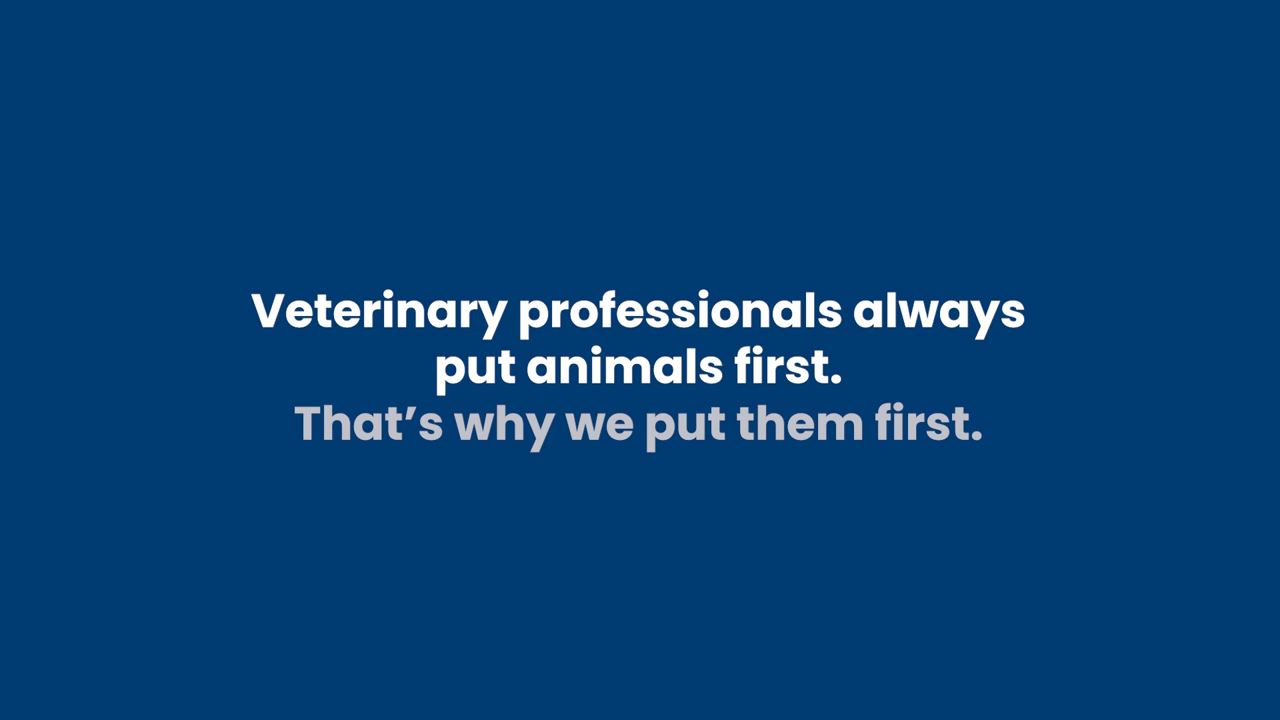 Veterinary professionals always
put animals first.
That’s why we put them first.